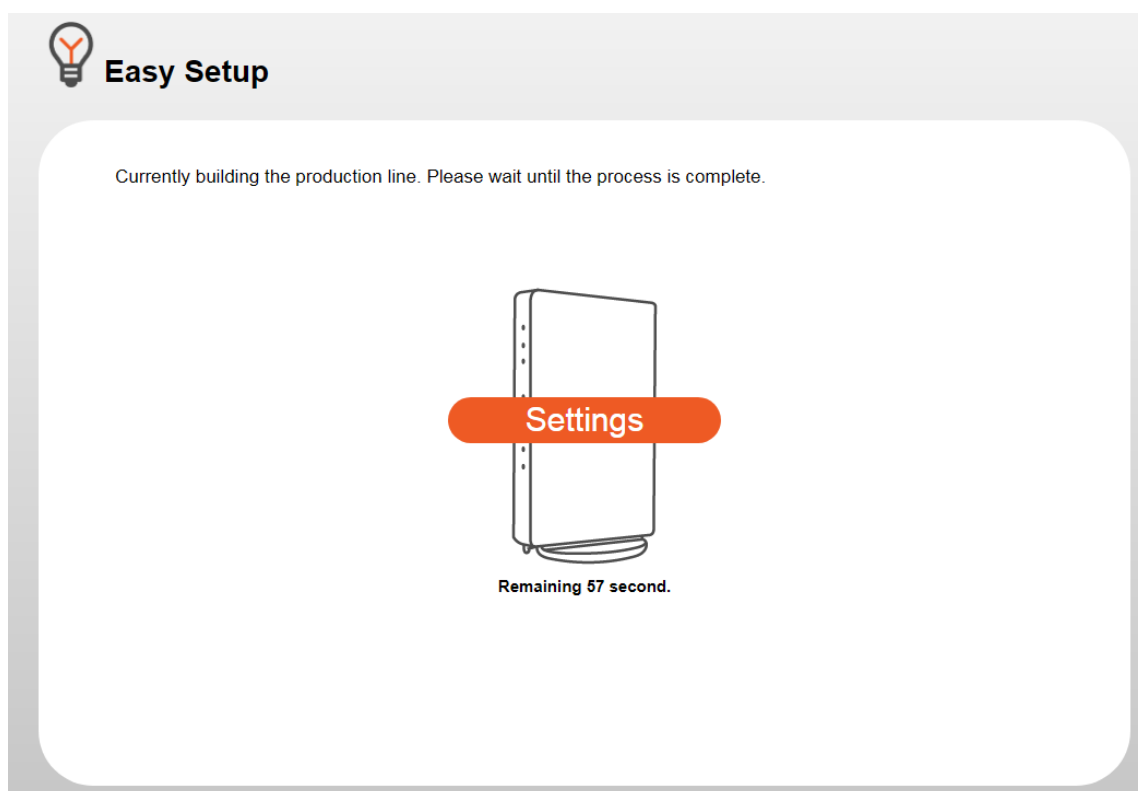 Easy Setup
Currently building the production line. Please wait until the process is complete.
Settings
Remaining 57 second.